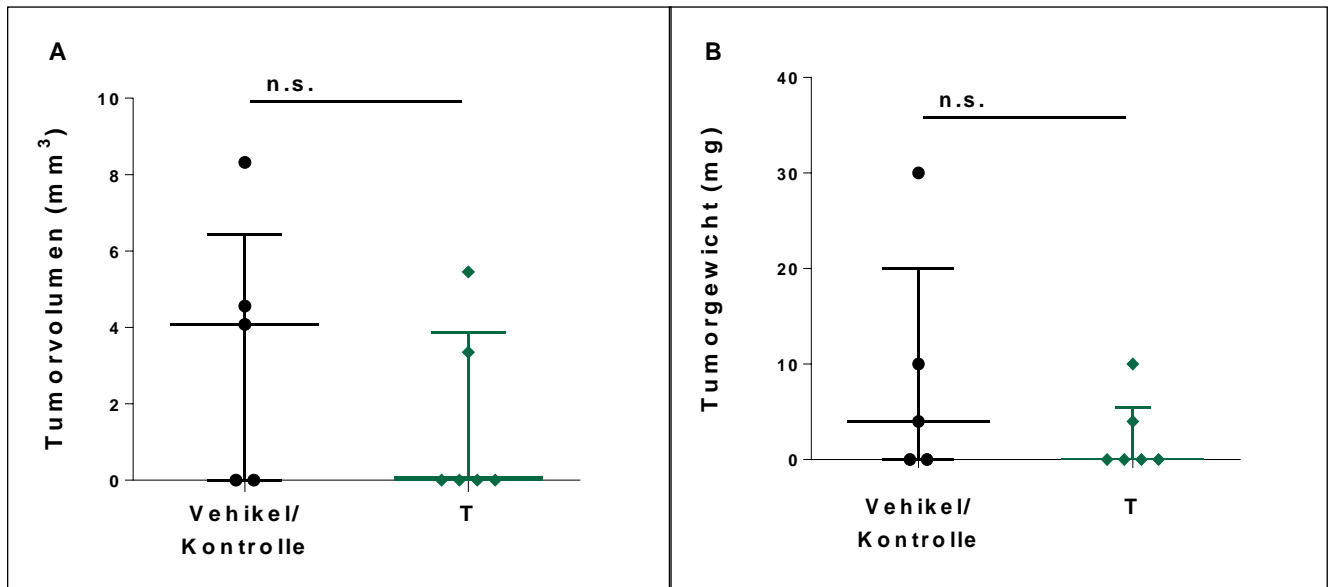 A
n.s.
Tumorvolumen (mm³)
10
8
6
4
2
0
Vehikel/
Kontrolle
T
B
n.s.
Tumorgewicht (mg)
40
30
20
10
0
Vehikel/
Kontrolle
T